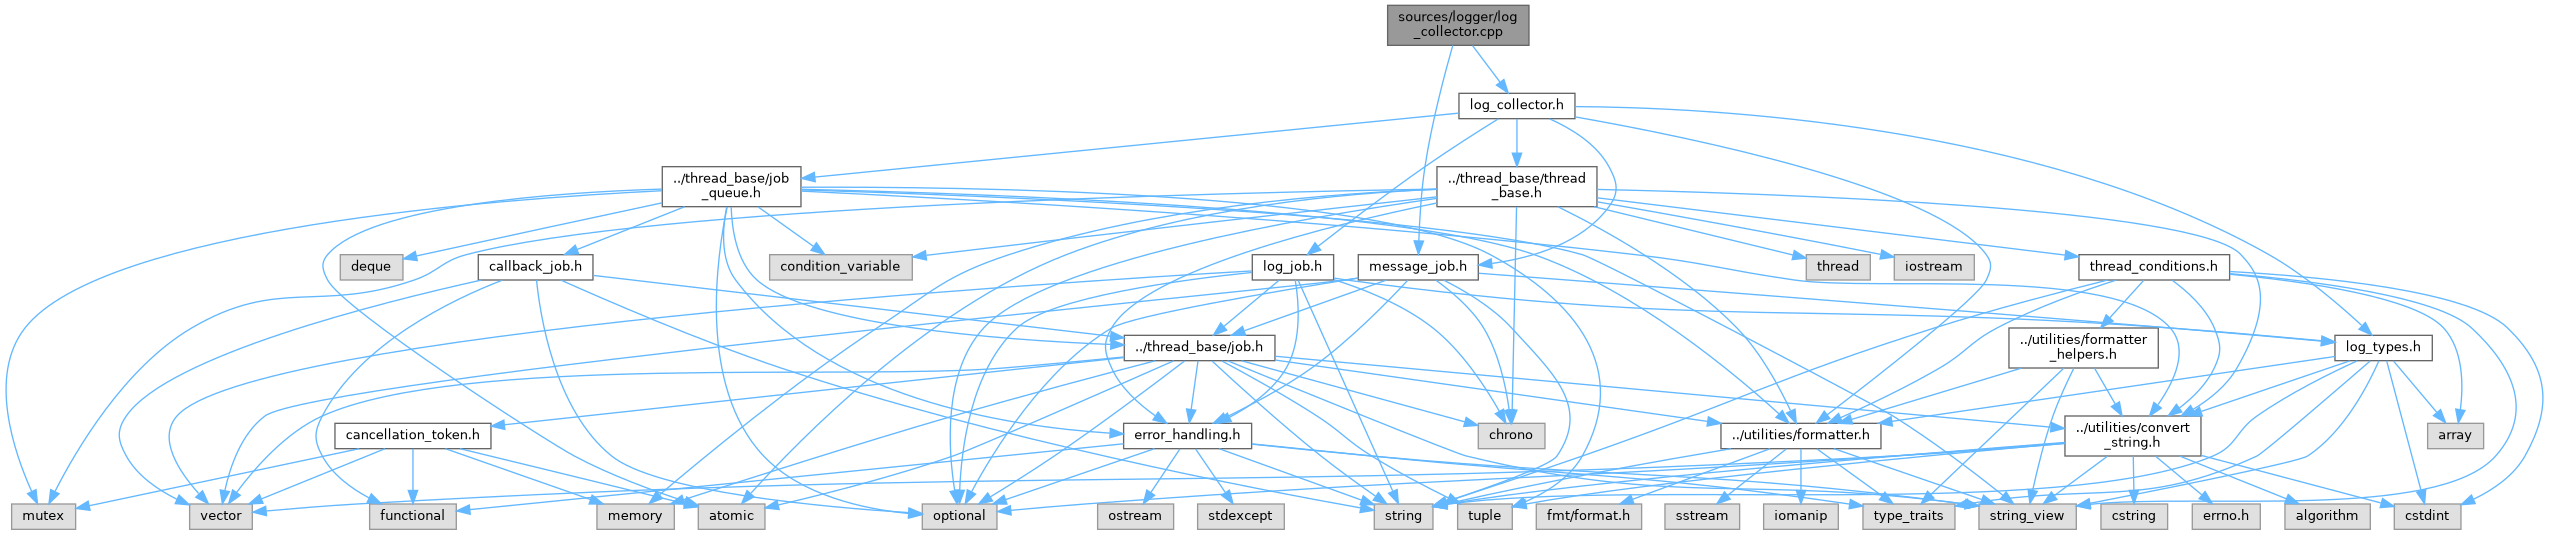 sources/logger/log
_collector.cpp
log_collector.h
../thread_base/job
_queue.h
../thread_base/thread
_base.h
deque
callback_job.h
condition_variable
log_job.h
message_job.h
thread
iostream
thread_conditions.h
../thread_base/job.h
../utilities/formatter
_helpers.h
log_types.h
cancellation_token.h
error_handling.h
chrono
../utilities/formatter.h
../utilities/convert
_string.h
array
mutex
vector
functional
memory
atomic
optional
ostream
stdexcept
string
tuple
fmt/format.h
sstream
iomanip
type_traits
string_view
cstring
errno.h
algorithm
cstdint